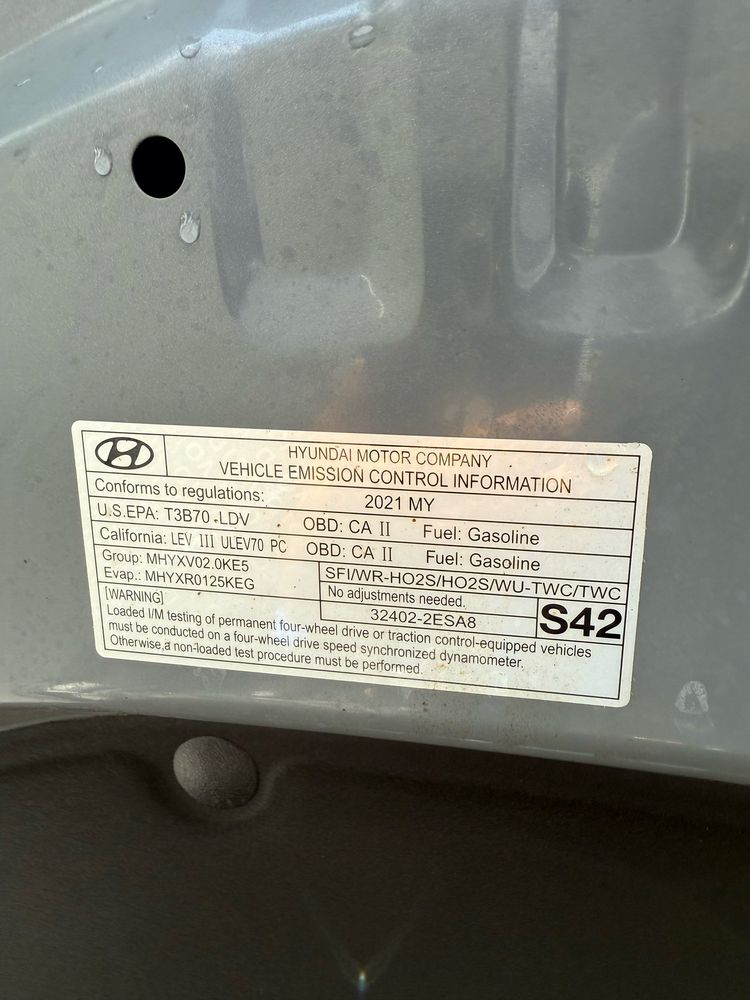 HYUNDAI MOTOR COMPANY
VEHICLE EMISSION CONTROL INFORMATION
Conforms to regulations: 2021 MY
U.S.EPA: T3B70 .LDV OBD: CA II Fuel: Gasoline
California: LEV III ULEV70 PC OBD: CA II Fuel: Gasoline
Group: MHYXV02.0KE5
Evap.: MHYXR0125KEG
SFI/WR-HO2S/HO2S/WU-TWC/TWC
No adjustments needed.
32402-2ESA8
S42
[WARNING]
Loaded I/M testing of permanent four-wheel drive or traction control-equipped vehicles
must be conducted on a four-wheel drive speed synchronized dynamometer.
Otherwise,a non-loaded test procedure must be performed.